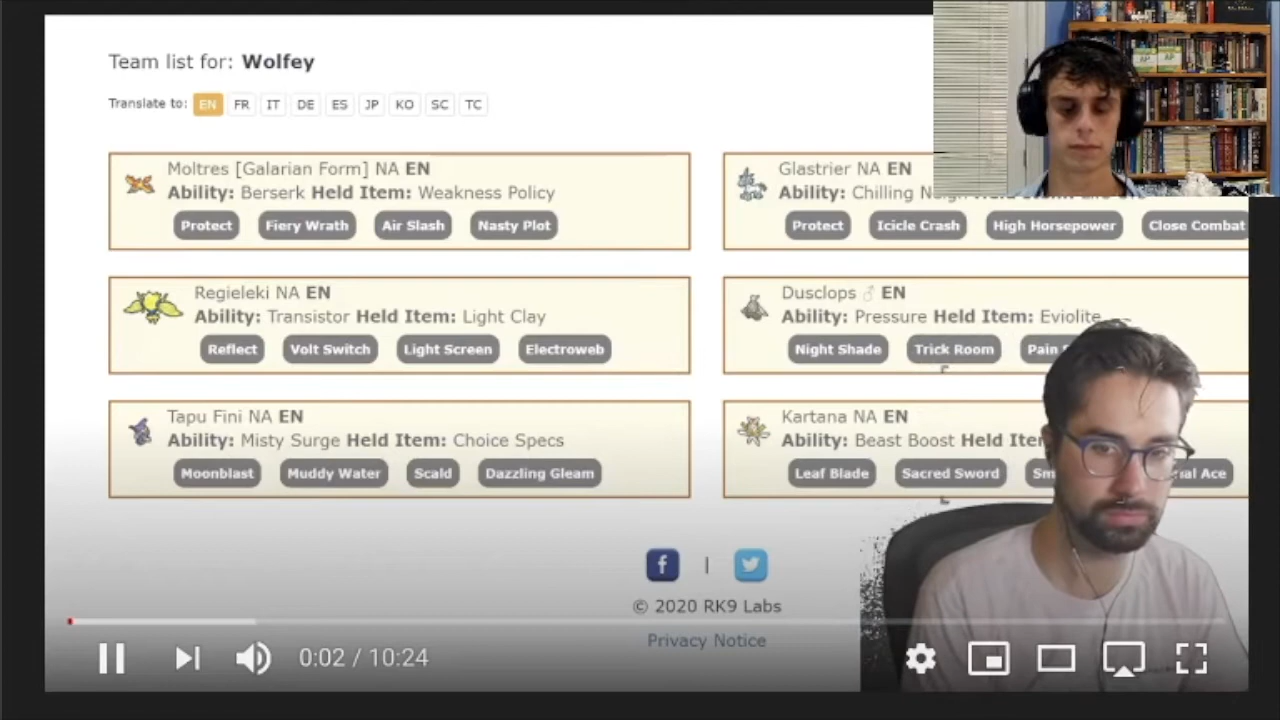 Team list for: Wolfey
Translate to: EN FR IT DE ES JP KO SC TC
Moltres [Galarian Form] NA EN
Ability: Berserk Held Item: Weakness Policy
Protect Fiery Wrath Air Slash Nasty Plot
Glastrier NA EN
Ability: Chilling
Protect Icicle Crash High Horsepower Close Combat
Regieleki NA EN
Ability: Transistor Held Item: Light Clay
Reflect Volt Switch Light Screen Electroweb
Dusclops ♂ EN
Ability: Pressure Held Item: Eviolite
Night Shade Trick Room Pain
Tapu Fini NA EN
Ability: Misty Surge Held Item: Choice Specs
Moonblast Muddy Water Scald Dazzling Gleam
Kartana NA EN
Ability: Beast Boost Held
Leaf Blade Sacred Sword Ace
f |
© 2020 RK9 Labs
Privacy Notice
0:02 / 10:24